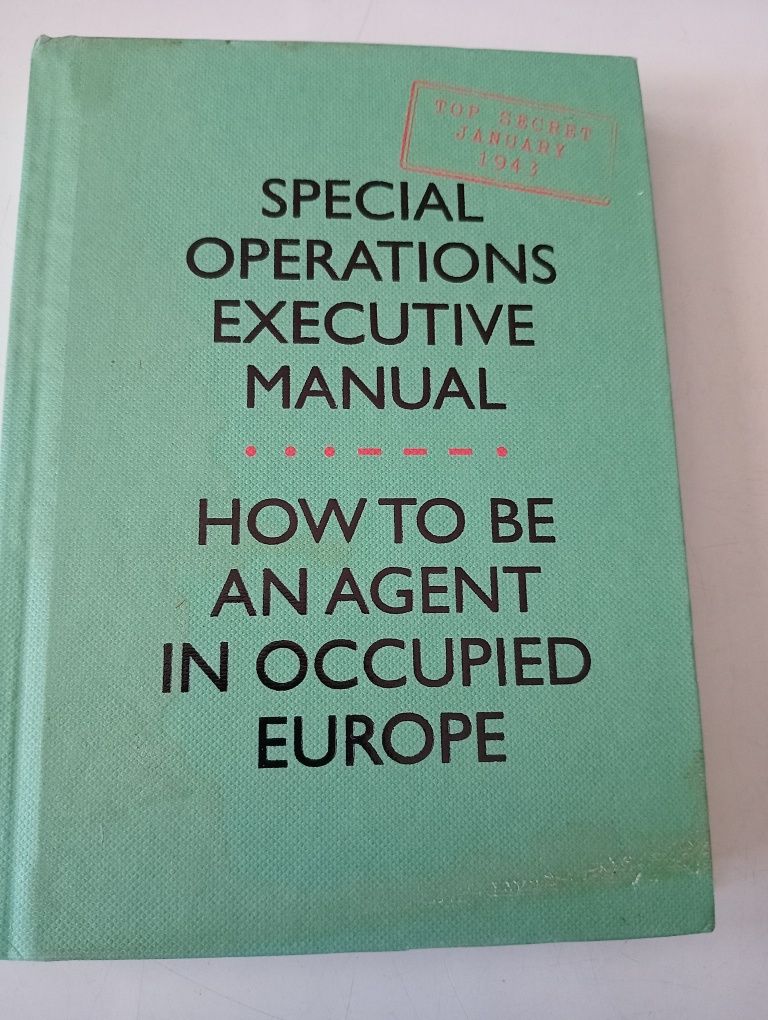 TOP SECRET
JANUARY
1943
SPECIAL
OPERATIONS
EXECUTIVE
MANUAL
HOW TO BE
AN AGENT
IN OCCUPIED
EUROPE